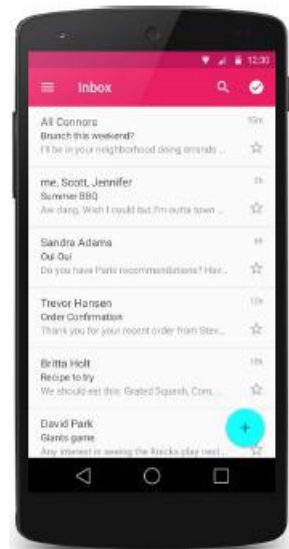 12:30
Inbox
Ali Connors
Brunch this weekend?
I'll be in your neighborhood doing errands ...
me, Scott, Jennifer
Summer BBQ
Wish I could but I'm outta town ...
Sandra Adams
Oui Oui
Do you have Paris recommendations? Hav...
Trevor Hansen
Order Confirmation
Thank you for your recent order from
Britta Holt
Recipe to try
We should eat this: Grated Squash, Corn,
David Park
Giants game
+
Any interest in seeing the play next